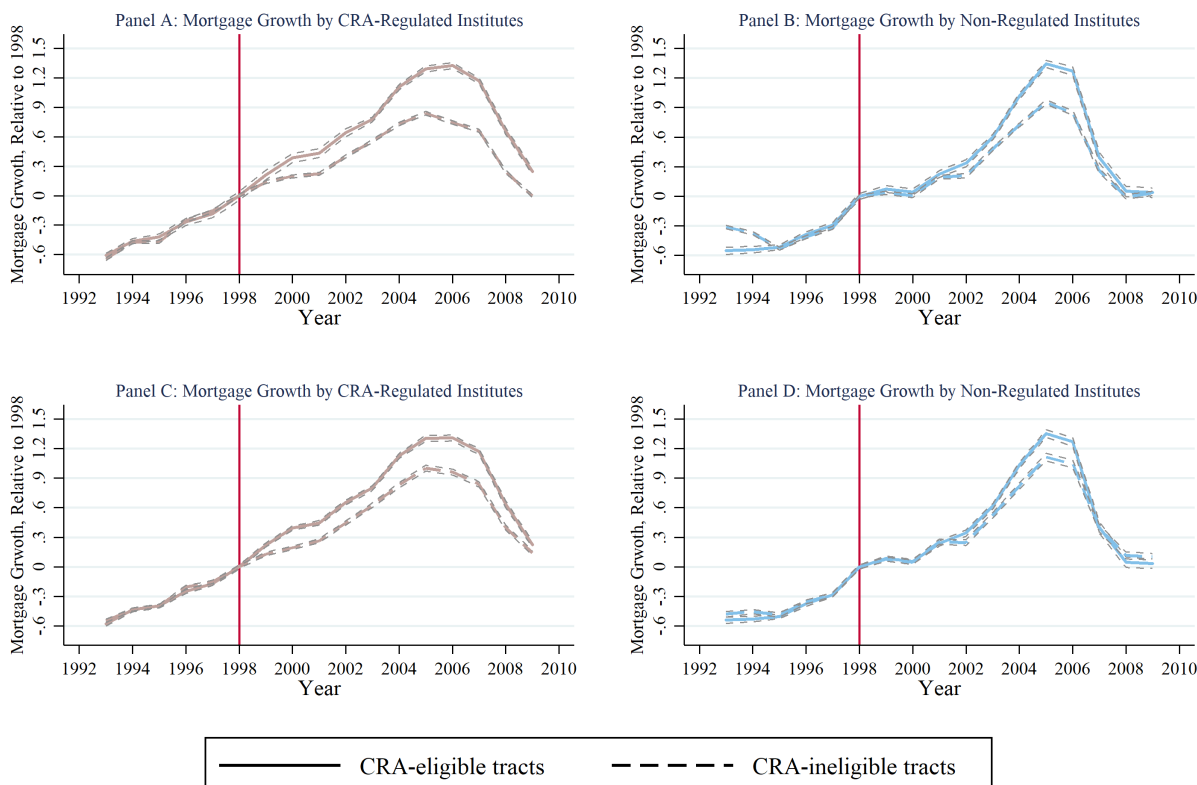 Panel A: Mortgage Growth by CRA-Regulated Institutes
Mortgage Grwoth, Relative to 1998
1.5
1.2
.9
.6
.3
0
-.3
-.6
1992 1994 1996 1998 2000 2002 2004 2006 2008 2010
Year
Panel B: Mortgage Growth by Non-Regulated Institutes
Mortgage Grwoth, Relative to 1998
1.5
1.2
.9
.6
.3
0
-.3
-.6
1992 1994 1996 1998 2000 2002 2004 2006 2008 2010
Year
Panel C: Mortgage Growth by CRA-Regulated Institutes
Mortgage Grwoth, Relative to 1998
1.5
1.2
.9
.6
.3
0
-.3
-.6
1992 1994 1996 1998 2000 2002 2004 2006 2008 2010
Year
Panel D: Mortgage Growth by Non-Regulated Institutes
Mortgage Grwoth, Relative to 1998
1.5
1.2
.9
.6
.3
0
-.3
-.6
1992 1994 1996 1998 2000 2002 2004 2006 2008 2010
Year
CRA-eligible tracts CRA-ineligible tracts